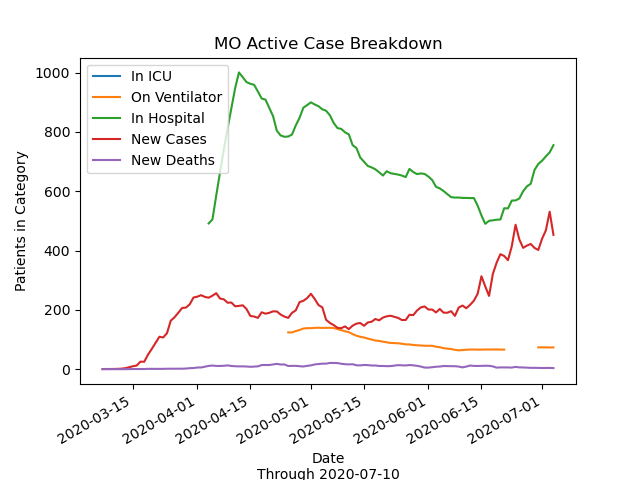 MO Active Case Breakdown
In ICU
On Ventilator
In Hospital
New Cases
New Deaths
Patients in Category
1000
800
600
400
200
0
2020-03-15
2020-04-01
2020-04-15
2020-05-01
2020-05-15
2020-06-01
2020-06-15
2020-07-01
Date
Through 2020-07-10